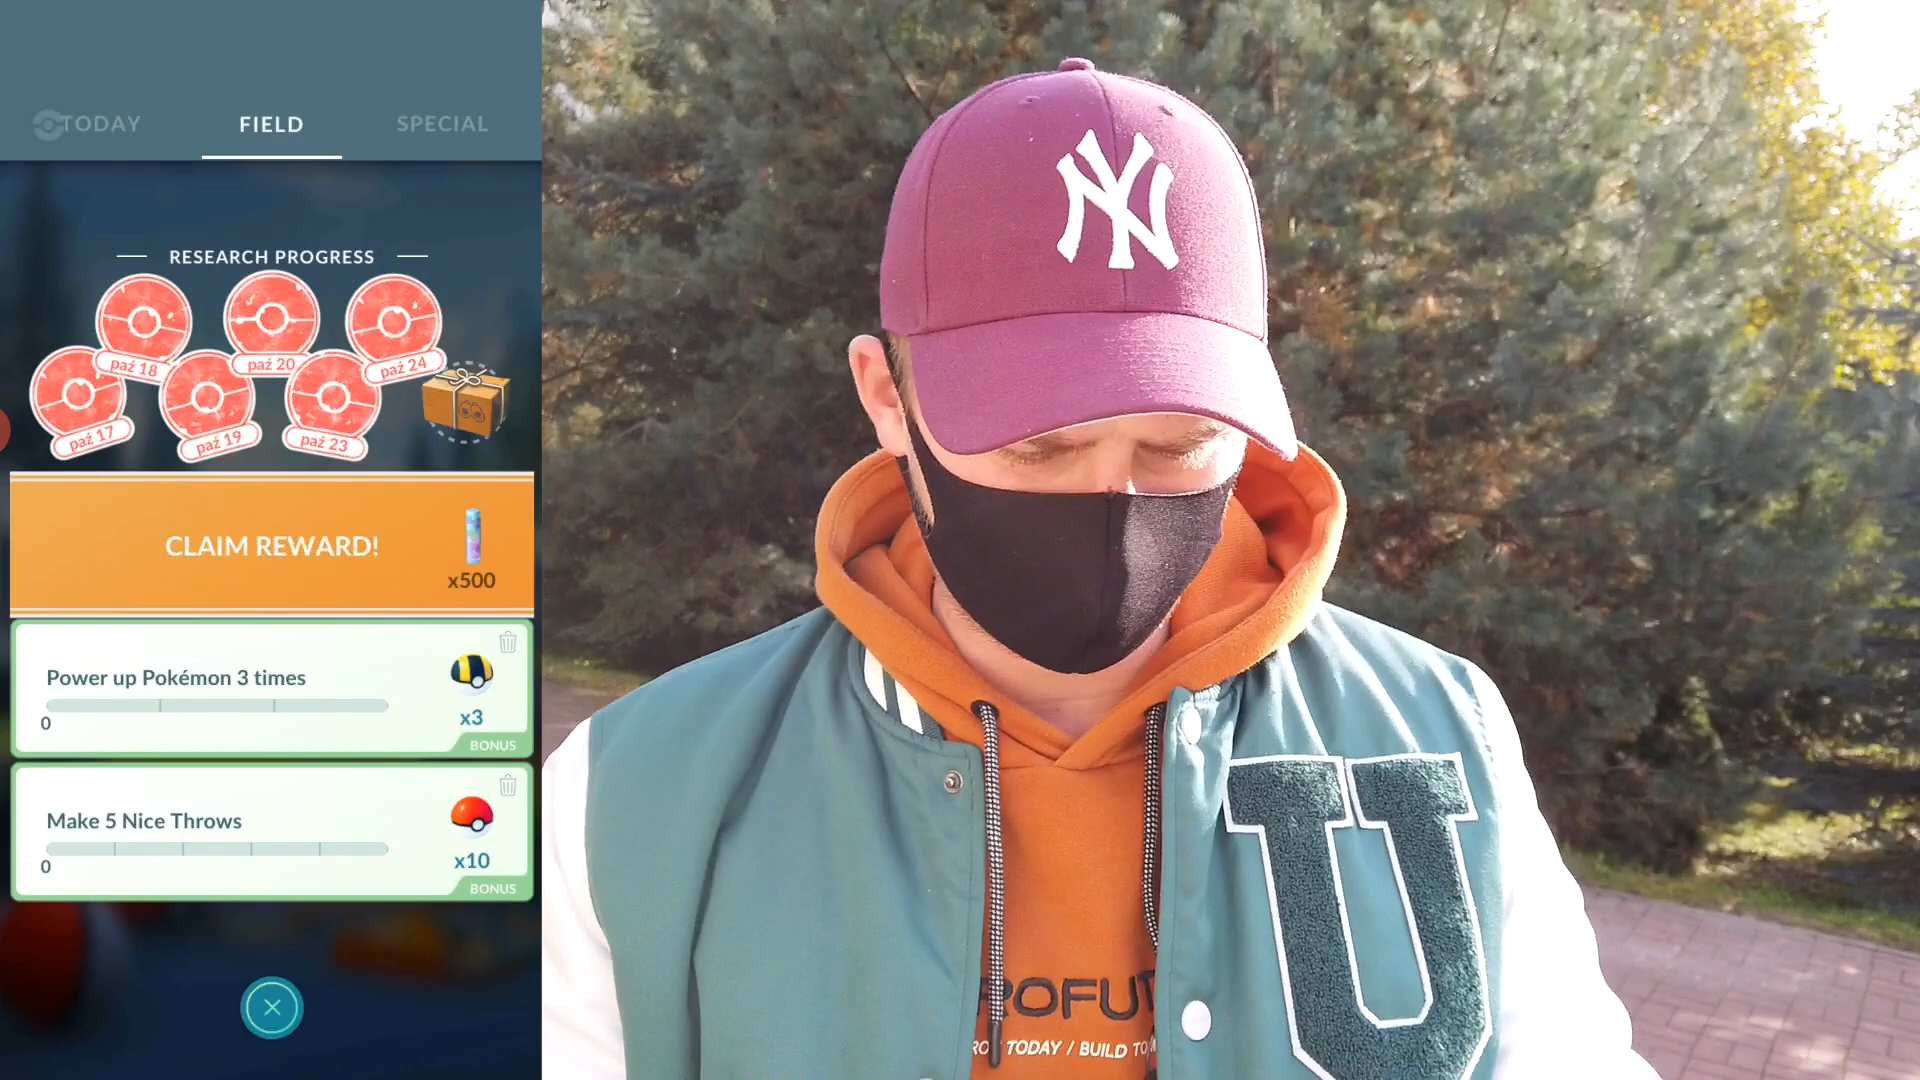 TODAY
FIELD
SPECIAL
RESEARCH PROGRESS
paź 18
paź 20
paź 24
paź 17
paź 19
paź 23
CLAIM REWARD!
x500
Power up Pokémon 3 times
0
x3
BONUS
Make 5 Nice Throws
0
x10
BONUS
NY
U
ROFUT
TODAY / BUILD TO